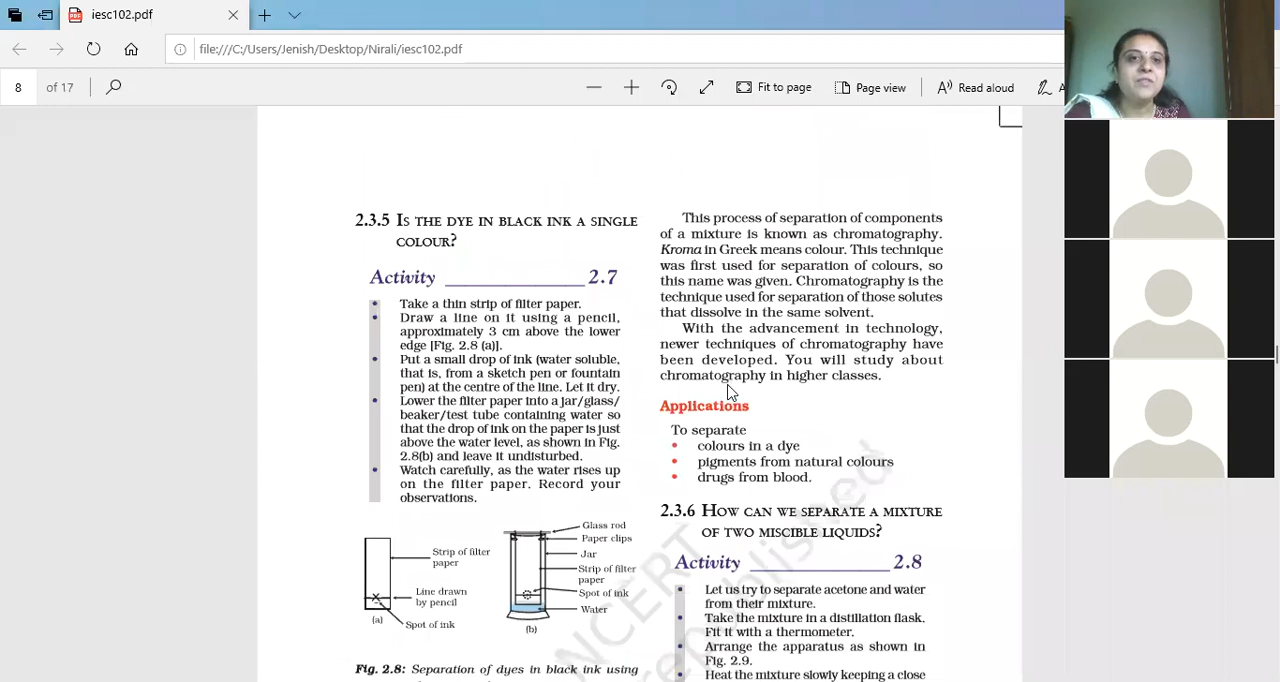 iesc102.pdf
file:///C:/Users/Jenish/Desktop/Nirali/iesc102.pdf
8 of 17
Fit to page
Page view
Read aloud
2.3.5 IS THE DYE IN BLACK INK A SINGLE
COLOUR?
Activity ______________ 2.7
• Take a thin strip of filter paper.
• Draw a line on it using a pencil,
approximately 3 cm above the lower
edge [Fig. 2.8 (a)].
• Put a small drop of ink (water soluble,
that is, from a sketch pen or fountain
pen) at the centre of the line. Let it dry.
• Lower the filter paper into a jar/glass/
beaker/test tube containing water so
that the drop of ink on the paper is just
above the water level, as shown in Fig.
2.8(b) and leave it undisturbed.
• Watch carefully, as the water rises up
on the filter paper. Record your
observations.
Strip of filter
paper
Line drawn
by pencil
Spot of ink
(a)
Glass rod
Paper clips
Jar
Strip of filter
paper
Spot of ink
Water
(b)
Fig. 2.8: Separation of dyes in black ink using
This process of separation of components
of a mixture is known as chromatography.
Kroma in Greek means colour. This technique
was first used for separation of colours, so
this name was given. Chromatography is the
technique used for separation of those solutes
that dissolve in the same solvent.
With the advancement in technology,
newer techniques of chromatography have
been developed. You will study about
chromatography in higher classes.
Applications
To separate
• colours in a dye
• pigments from natural colours
• drugs from blood.
2.3.6 HOW CAN WE SEPARATE A MIXTURE
OF TWO MISCIBLE LIQUIDS?
Activity ______________ 2.8
• Let us try to separate acetone and water
from their mixture.
• Take the mixture in a distillation flask.
Fit it with a thermometer.
• Arrange the apparatus as shown in
Fig. 2.9.
• Heat the mixture slowly keeping a close
NCERT
republished